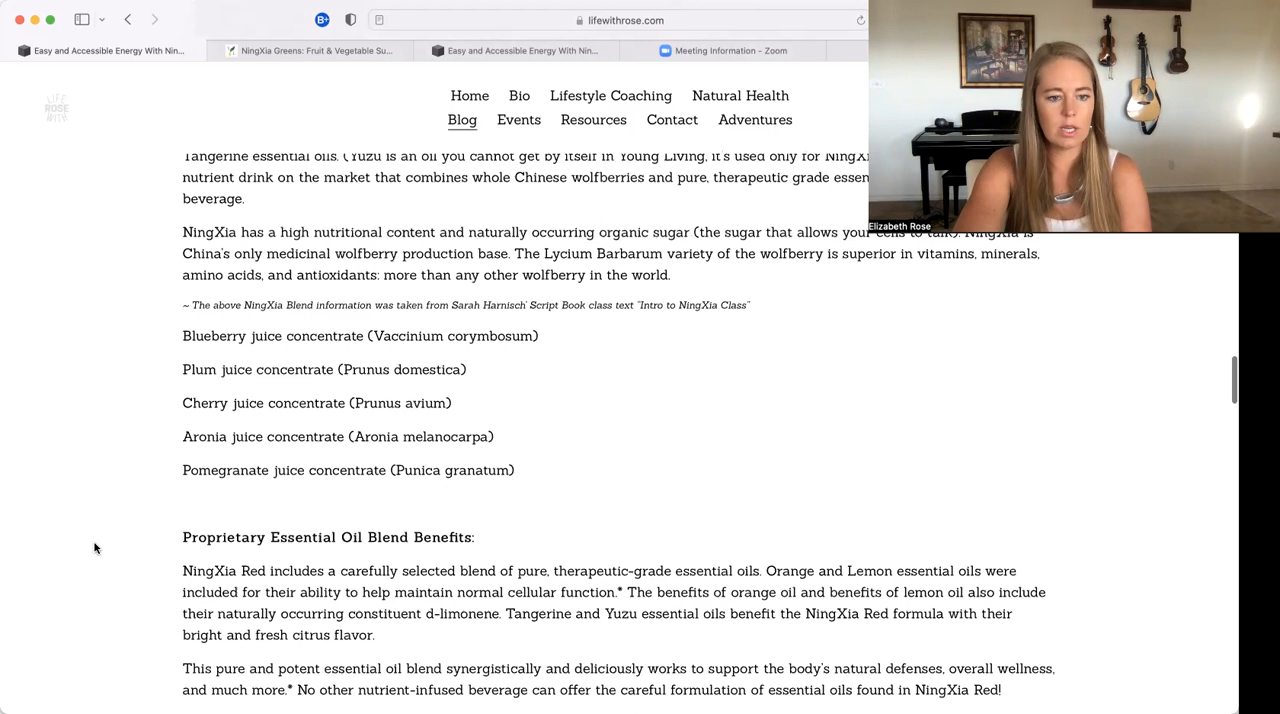 lifewithrose.com
Easy and Accessible Energy With Nin...
NingXia Greens: Fruit & Vegetable Su...
Easy and Accessible Energy With Nin...
Meeting Information - Zoom
LIFE
ROSE
WITH
Home Bio Lifestyle Coaching Natural Health
Blog Events Resources Contact Adventures
Elizabeth Rose
Tangerine essential oils. (Yuzu is an oil you cannot get by itself in Young Living, it's used only for NingXi
nutrient drink on the market that combines whole Chinese wolfberries and pure, therapeutic grade essen
beverage.
NingXia has a high nutritional content and naturally occurring organic sugar (the sugar that allows your cells to talk). NingXia is
China's only medicinal wolfberry production base. The Lycium Barbarum variety of the wolfberry is superior in vitamins, minerals,
amino acids, and antioxidants: more than any other wolfberry in the world.
~ The above NingXia Blend information was taken from Sarah Harnisch' Script Book class text "Intro to NingXia Class"
Blueberry juice concentrate (Vaccinium corymbosum)
Plum juice concentrate (Prunus domestica)
Cherry juice concentrate (Prunus avium)
Aronia juice concentrate (Aronia melanocarpa)
Pomegranate juice concentrate (Punica granatum)
Proprietary Essential Oil Blend Benefits:
NingXia Red includes a carefully selected blend of pure, therapeutic-grade essential oils. Orange and Lemon essential oils were
included for their ability to help maintain normal cellular function.* The benefits of orange oil and benefits of lemon oil also include
their naturally occurring constituent d-limonene. Tangerine and Yuzu essential oils benefit the NingXia Red formula with their
bright and fresh citrus flavor.
This pure and potent essential oil blend synergistically and deliciously works to support the body's natural defenses, overall wellness,
and much more.* No other nutrient-infused beverage can offer the careful formulation of essential oils found in NingXia Red!